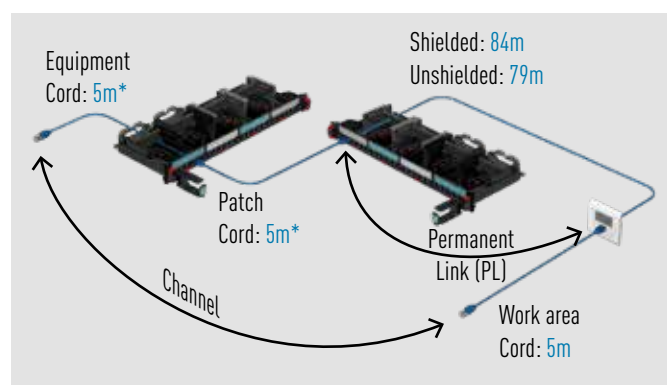 Equipment
Cord: 5m*
Shielded: 84m
Unshielded: 79m
Patch
Cord: 5m*
Permanent
Link (PL)
Channel
Work area
Cord: 5m